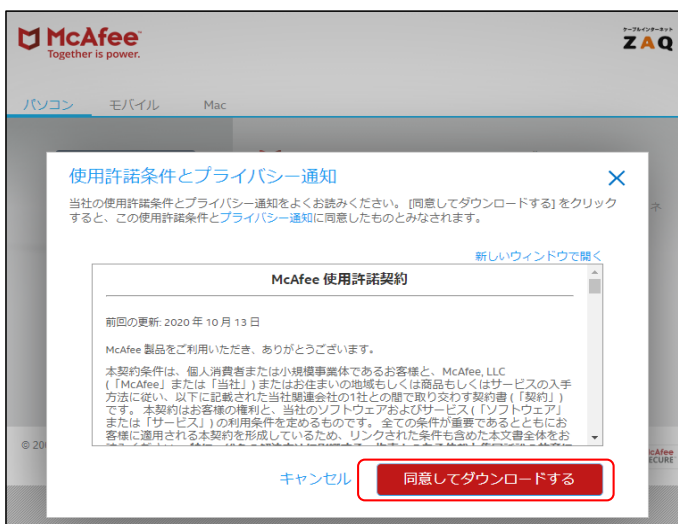 McAfee
Together is power.
ケーブルインターネット
ZAQ
パソコン モバイル Mac
使用許諾条件とプライバシー通知
当社の使用許諾条件とプライバシー通知をよくお読みください。 [同意してダウンロードする] をクリック
すると、この使用許諾条件とプライバシー通知に同意したものとみなされます。
ネ
新しいウィンドウで開く
McAfee 使用許諾契約
前回の更新: 2020 年 10 月 13 日
McAfee 製品をご利用いただき、ありがとうございます。
本契約条件は、個人消費者または小規模事業体であるお客様と、McAfee, LLC
(「McAfee」または「当社」) またはお住まいの地域もしくは商品もしくはサービスの入手
方法に従い、以下に記載された当社関連会社の1社との間で取り交わす契約書 (「契約」)
です。 本契約はお客様の権利と、当社のソフトウェアおよびサービス (「ソフトウェア」
または「サービス」) の利用条件を定めるものです。 全ての条件が重要であるとともにお
客様に適用される本契約を形成しているため、リンクされた条件も含めた本文書全体をお
© 20
McAfee
SECURE
キャンセル 同意してダウンロードする